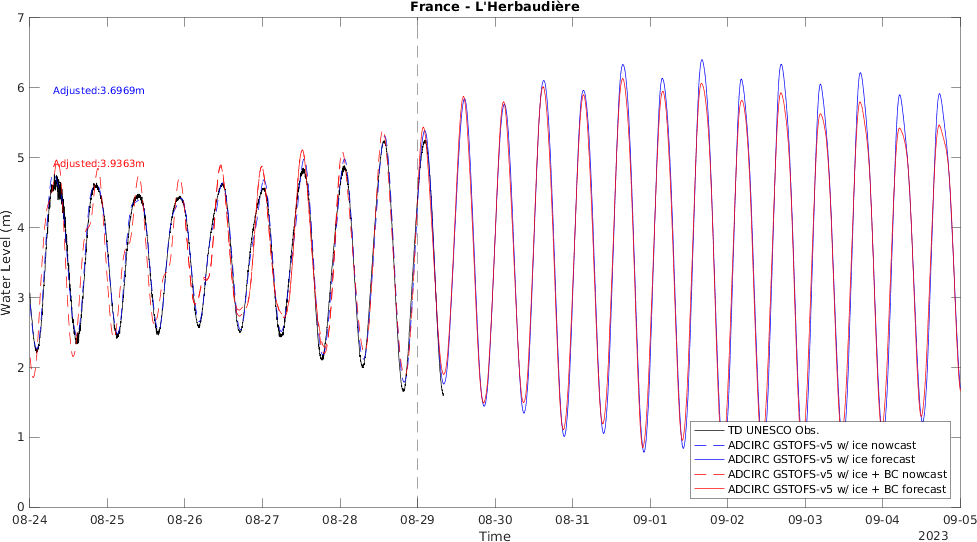 France - L'Herbaudière
7
6
5
4
3
2
1
0
Water Level (m)
Adjusted:3.6969m
Adjusted:3.9363m
TD UNESCO Obs.
ADCIRC GSTOFS-v5 w/ ice nowcast
ADCIRC GSTOFS-v5 w/ ice forecast
ADCIRC GSTOFS-v5 w/ ice + BC nowcast
ADCIRC GSTOFS-v5 w/ ice + BC forecast
08-24 08-25 08-26 08-27 08-28 08-29 08-30 08-31 09-01 09-02 09-03 09-04 09-05
Time
2023